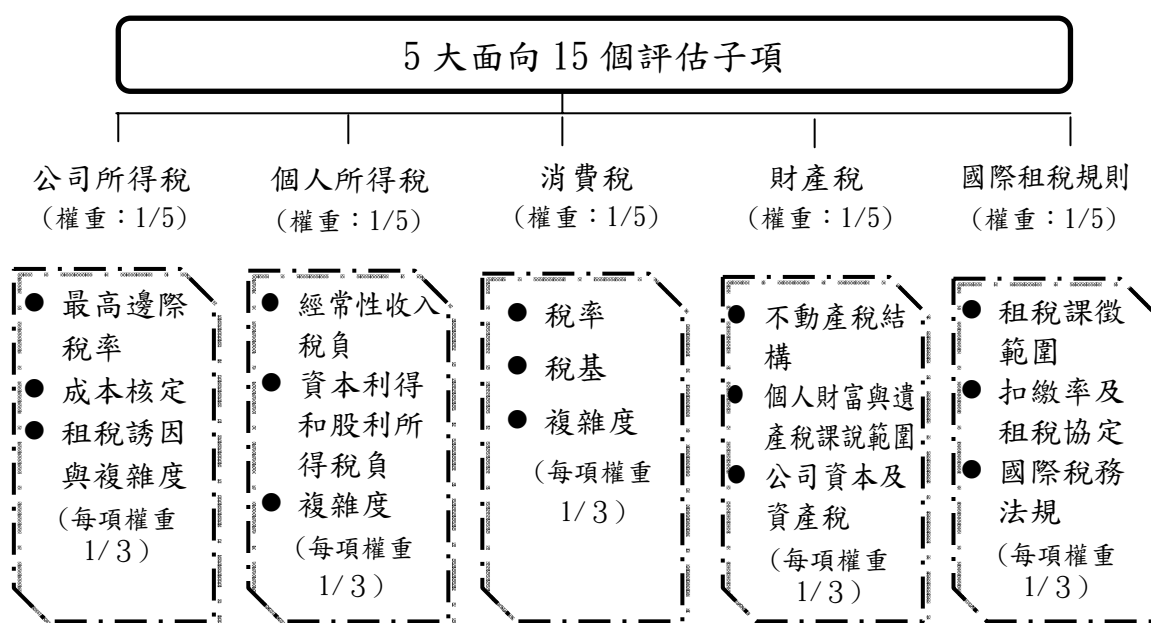 5 大面向 15 個評估子項
公司所得稅
(權重：1/5)
個人所得稅
(權重：1/5)
消費稅
(權重：1/5)
財產稅
(權重：1/5)
國際租稅規則
(權重：1/5)
● 最高邊際
稅率
● 成本核定
● 租稅誘因
與複雜度
(每項權重
1/3)
● 經常性收入
稅負
● 資本利得
和股利所
得稅負
● 複雜度
(每項權重
1/3)
● 稅率
● 稅基
● 複雜度
(每項權重
1/3)
● 不動產稅結
構
● 個人財富與遺
產稅課說範圍
● 公司資本及
資產稅
(每項權重
1/3)
● 租稅課徵
範圍
● 扣繳率及
租稅協定
● 國際稅務
法規
(每項權重
1/3)